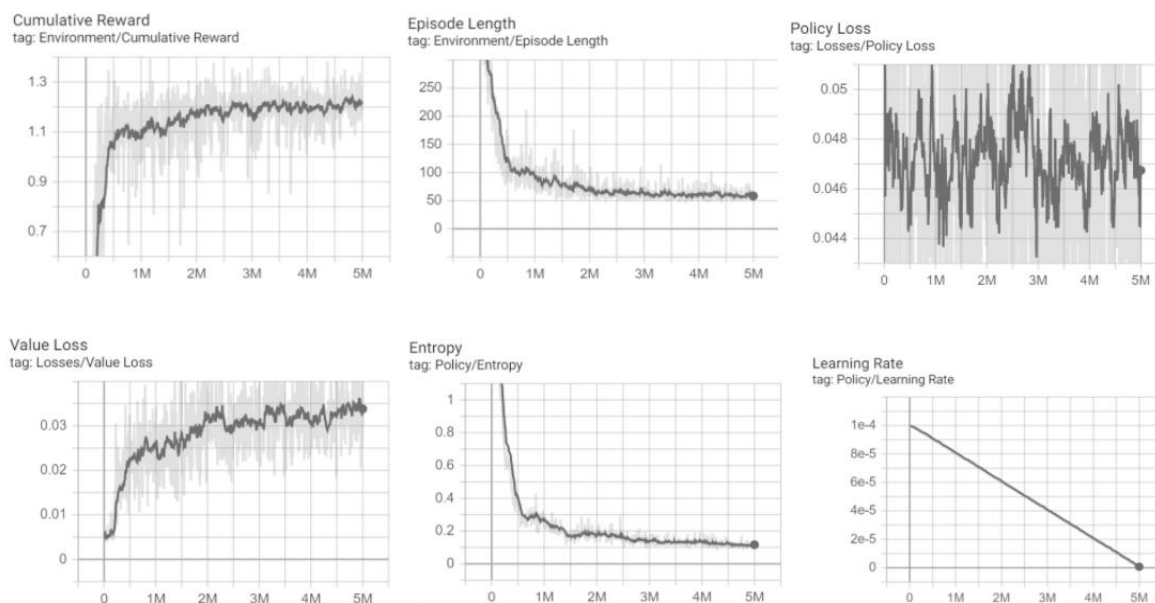 Cumulative Reward
tag: Environment/Cumulative Reward
1.3
1.1
0.9
0.7
0 1M 2M 3M 4M 5M
Episode Length
tag: Environment/Episode Length
250
200
150
100
50
0
0 1M 2M 3M 4M 5M
Policy Loss
tag: Losses/Policy Loss
0.05
0.048
0.046
0.044
0 1M 2M 3M 4M 5M
Value Loss
tag: Losses/Value Loss
0.03
0.02
0.01
0
0 1M 2M 3M 4M 5M
Entropy
tag: Policy/Entropy
1
0.8
0.6
0.4
0.2
0
0 1M 2M 3M 4M 5M
Learning Rate
tag: Policy/Learning Rate
1e-4
8e-5
6e-5
4e-5
2e-5
0
0 1M 2M 3M 4M 5M